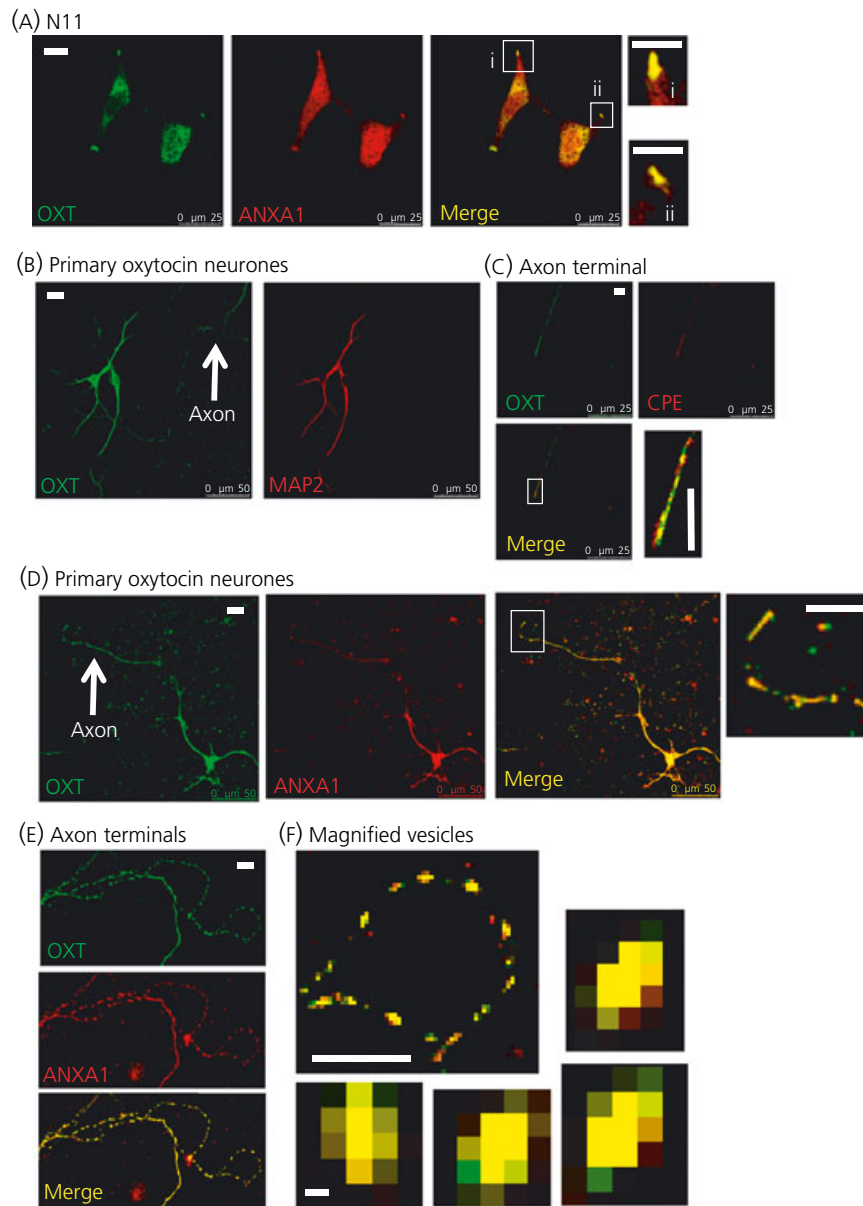 (A) N11
OXT
0 µm 25
ANXA1
0 µm 25
i
ii
Merge
0 µm 25
i
ii
(B) Primary oxytocin neurones
Axon
OXT
0 µm 50
MAP2
0 µm 50
(C) Axon terminal
OXT
0 µm 25
CPE
0 µm 25
Merge
0 µm 25
(D) Primary oxytocin neurones
Axon
OXT
0 µm 50
ANXA1
0 µm 50
Merge
0 µm 50
(E) Axon terminals
OXT
ANXA1
Merge
(F) Magnified vesicles